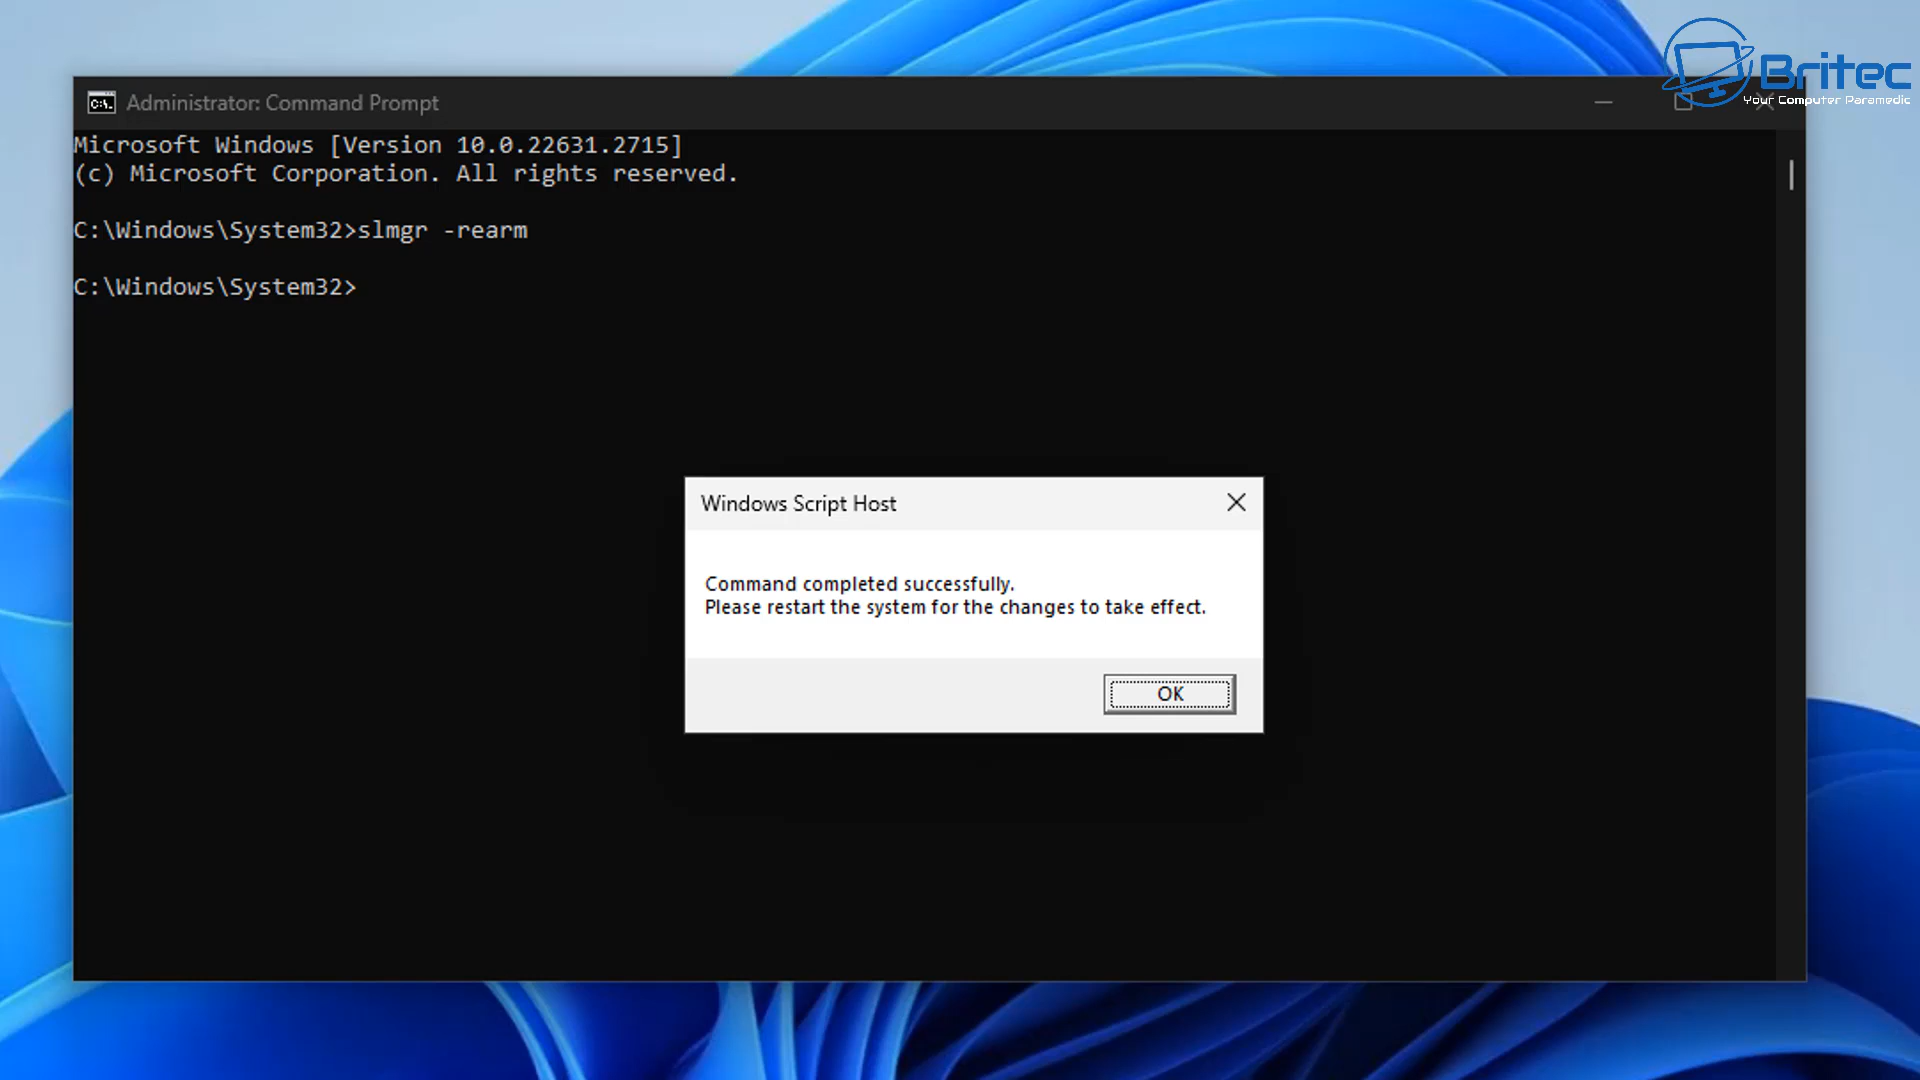 Britec
Your Computer Paramedic
Administrator: Command Prompt
Microsoft Windows [Version 10.0.22631.2715]
(c) Microsoft Corporation. All rights reserved.
C:\Windows\System32>slmgr -rearm
C:\Windows\System32>
Windows Script Host
Command completed successfully.
Please restart the system for the changes to take effect.
OK